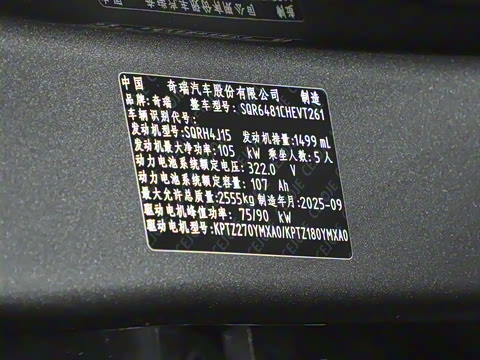 中国 奇瑞汽车股份有限公司 制造
品牌: 奇瑞 整车型号: SQR6481CHEVT261
车辆识别代号:
发动机型号:SQRH4J15 发动机排量:1499 mL
发动机最大净功率: 105 kW 乘坐人数: 5 人
动力电池系统额定电压: 322.0 V
动力电池系统额定容量: 107 Ah
最大允许总质量:2555kg 制造年月:2025-09
驱动电机峰值功率: 75/90 kW
驱动电机型号:KPTZ270YMXA0/KPTZ180YMXA0